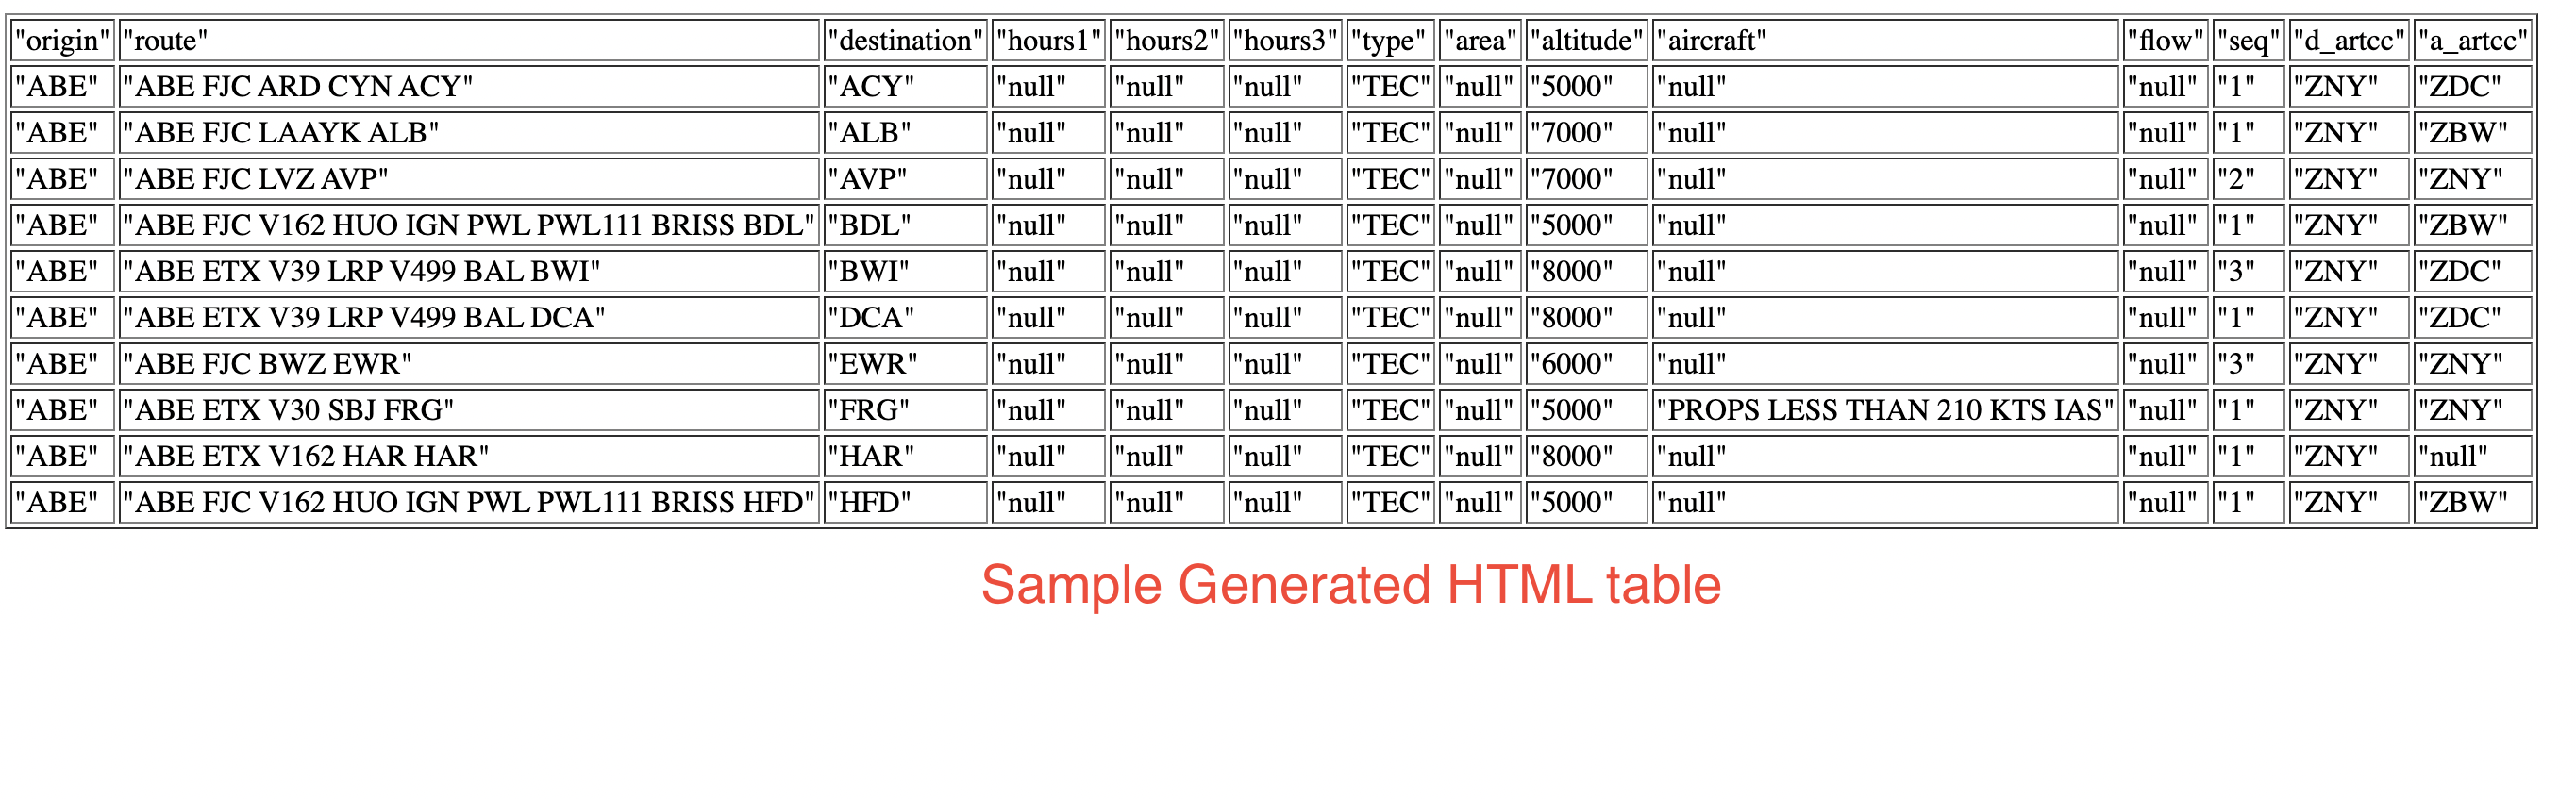 "origin" "route" "destination" "hours1" "hours2" "hours3" "type" "area" "altitude" "aircraft" "flow" "seq" "d_artcc" "a_artcc"
"ABE" "ABE FJC ARD CYN ACY" "ACY" "null" "null" "null" "TEC" "null" "5000" "null" "null" "1" "ZNY" "ZDC"
"ABE" "ABE FJC LAAYK ALB" "ALB" "null" "null" "null" "TEC" "null" "7000" "null" "null" "1" "ZNY" "ZBW"
"ABE" "ABE FJC LVZ AVP" "AVP" "null" "null" "null" "TEC" "null" "7000" "null" "null" "2" "ZNY" "ZNY"
"ABE" "ABE FJC V162 HUO IGN PWL PWL111 BRISS BDL" "BDL" "null" "null" "null" "TEC" "null" "5000" "null" "null" "1" "ZNY" "ZBW"
"ABE" "ABE ETX V39 LRP V499 BAL BWI" "BWI" "null" "null" "null" "TEC" "null" "8000" "null" "null" "3" "ZNY" "ZDC"
"ABE" "ABE ETX V39 LRP V499 BAL DCA" "DCA" "null" "null" "null" "TEC" "null" "8000" "null" "null" "1" "ZNY" "ZDC"
"ABE" "ABE FJC BWZ EWR" "EWR" "null" "null" "null" "TEC" "null" "6000" "null" "null" "3" "ZNY" "ZNY"
"ABE" "ABE ETX V30 SBJ FRG" "FRG" "null" "null" "null" "TEC" "null" "5000" "PROPS LESS THAN 210 KTS IAS" "null" "1" "ZNY" "ZNY"
"ABE" "ABE ETX V162 HAR HAR" "HAR" "null" "null" "null" "TEC" "null" "8000" "null" "null" "1" "ZNY" "null"
"ABE" "ABE FJC V162 HUO IGN PWL PWL111 BRISS HFD" "HFD" "null" "null" "null" "TEC" "null" "5000" "null" "null" "1" "ZNY" "ZBW"
Sample Generated HTML table